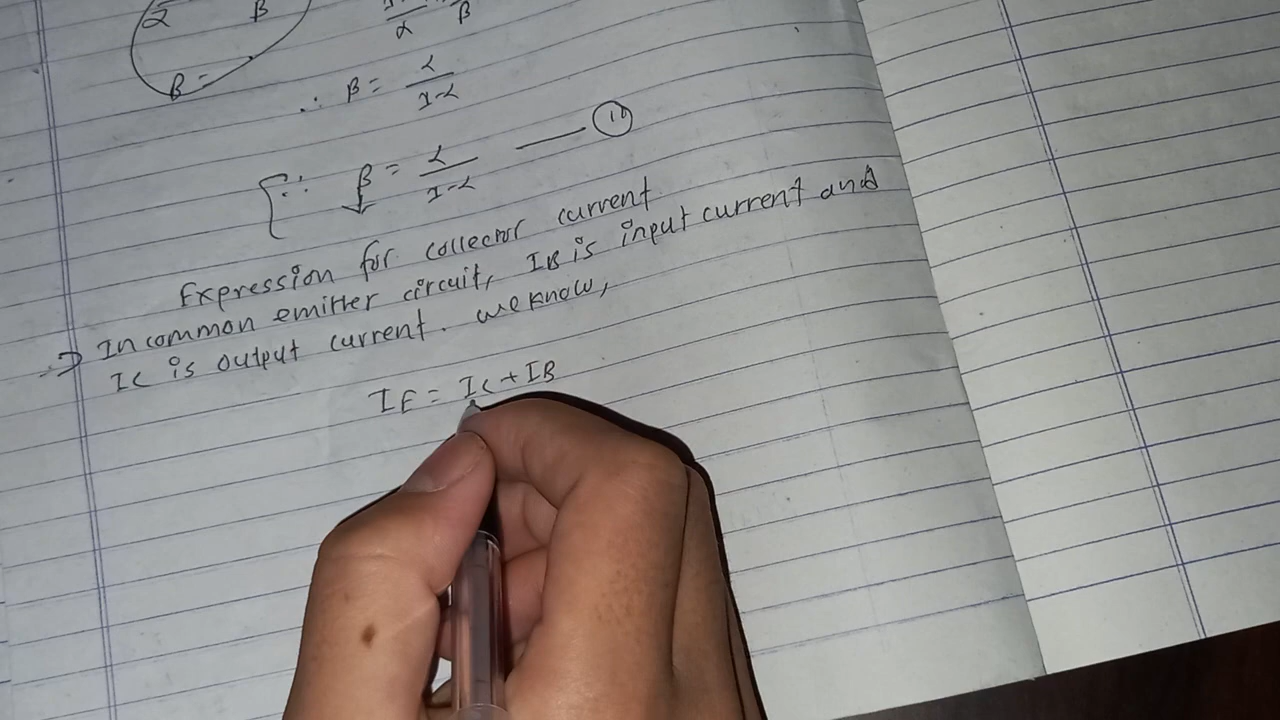 α β
α β
β =
∴ β = α
1-α
∵ β = α
1-α
Expression for collector current
→ In common emitter circuit, IB is input current and
IC is output current. we know,
IE = IC + IB